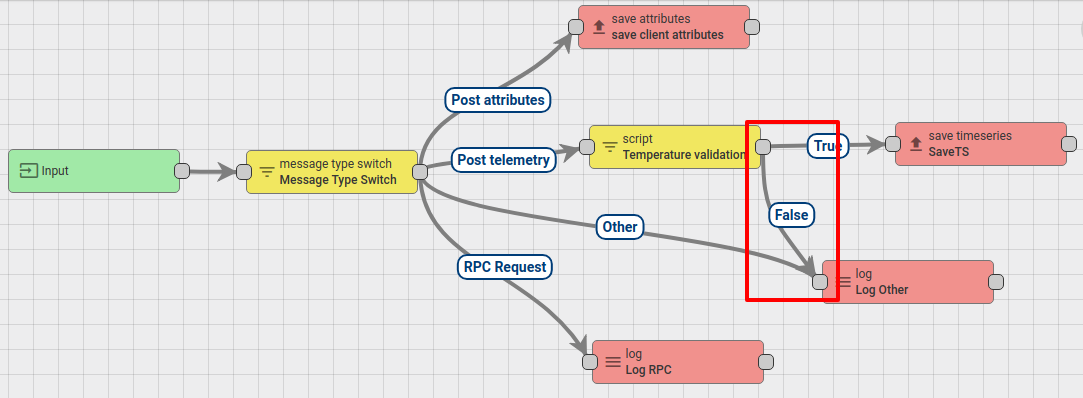 save attributes
save client attributes
Post attributes
script
Temperature validation
True
save timeseries
SaveTS
Post telemetry
Input
message type switch
Message Type Switch
False
Other
RPC Request
log
Log Other
log
Log RPC